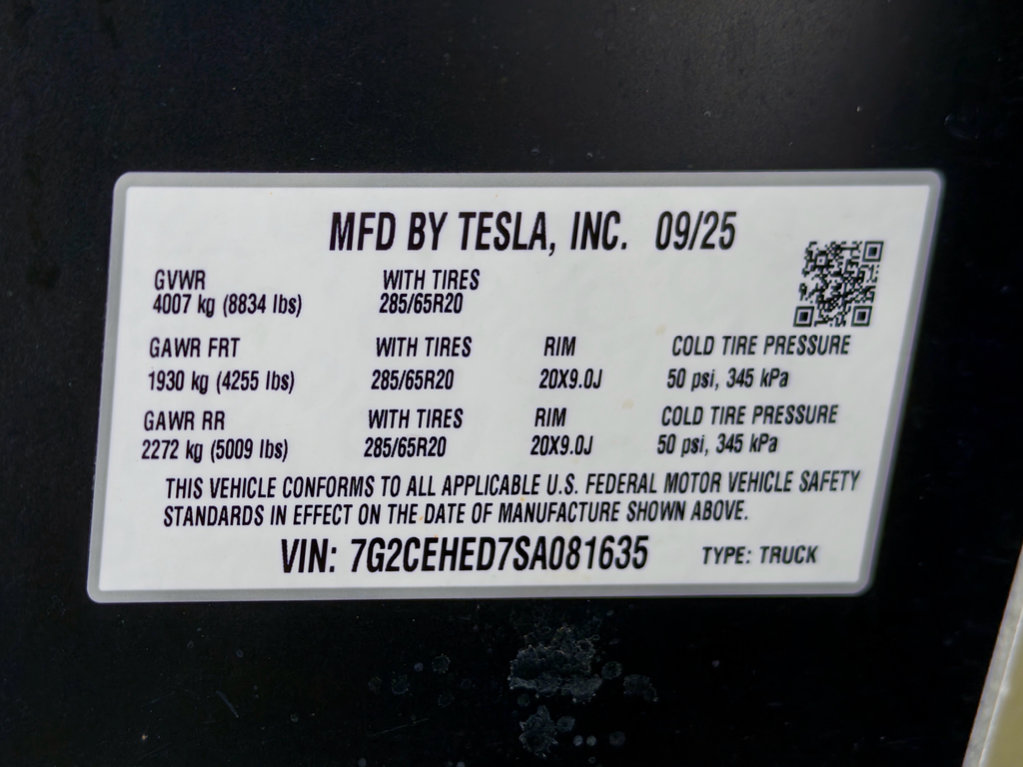 MFD BY TESLA, INC. 09/25
GVWR WITH TIRES
4007 kg (8834 lbs) 285/65R20
GAWR FRT WITH TIRES RIM COLD TIRE PRESSURE
1930 kg (4255 lbs) 285/65R20 20X9.0J 50 psi, 345 kPa
GAWR RR WITH TIRES RIM COLD TIRE PRESSURE
2272 kg (5009 lbs) 285/65R20 20X9.0J 50 psi, 345 kPa
THIS VEHICLE CONFORMS TO ALL APPLICABLE U.S. FEDERAL MOTOR VEHICLE SAFETY
STANDARDS IN EFFECT ON THE DATE OF MANUFACTURE SHOWN ABOVE.
VIN: 7G2CEHED7SA081635 TYPE: TRUCK